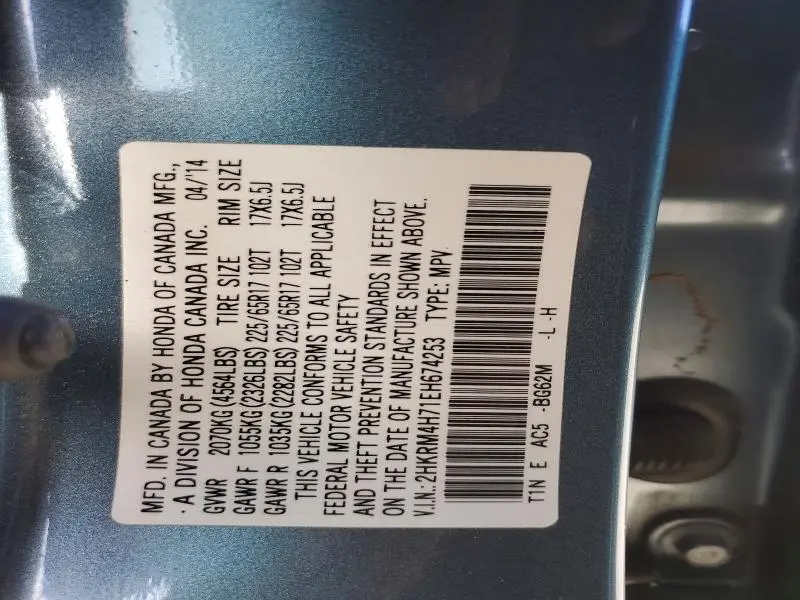 MFD. IN CANADA BY HONDA OF CANADA MFG.,
· A DIVISION OF HONDA CANADA INC. 04/'14
GVWR 2070KG (4564LBS) TIRE SIZE RIM SIZE
GAWR F 1055KG (2326LBS) 225/65R17 102T 17X6.5J
GAWR R 1035KG (2282LBS) 225/65R17 102T 17X6.5J
THIS VEHICLE CONFORMS TO ALL APPLICABLE
FEDERAL MOTOR VEHICLE SAFETY
AND THEFT PREVENTION STANDARDS IN EFFECT
ON THE DATE OF MANUFACTURE SHOWN ABOVE.
V.I.N.: 2HKRM4H71EH674253 TYPE: MPV
T1N E AC5 -BG62M -L -H